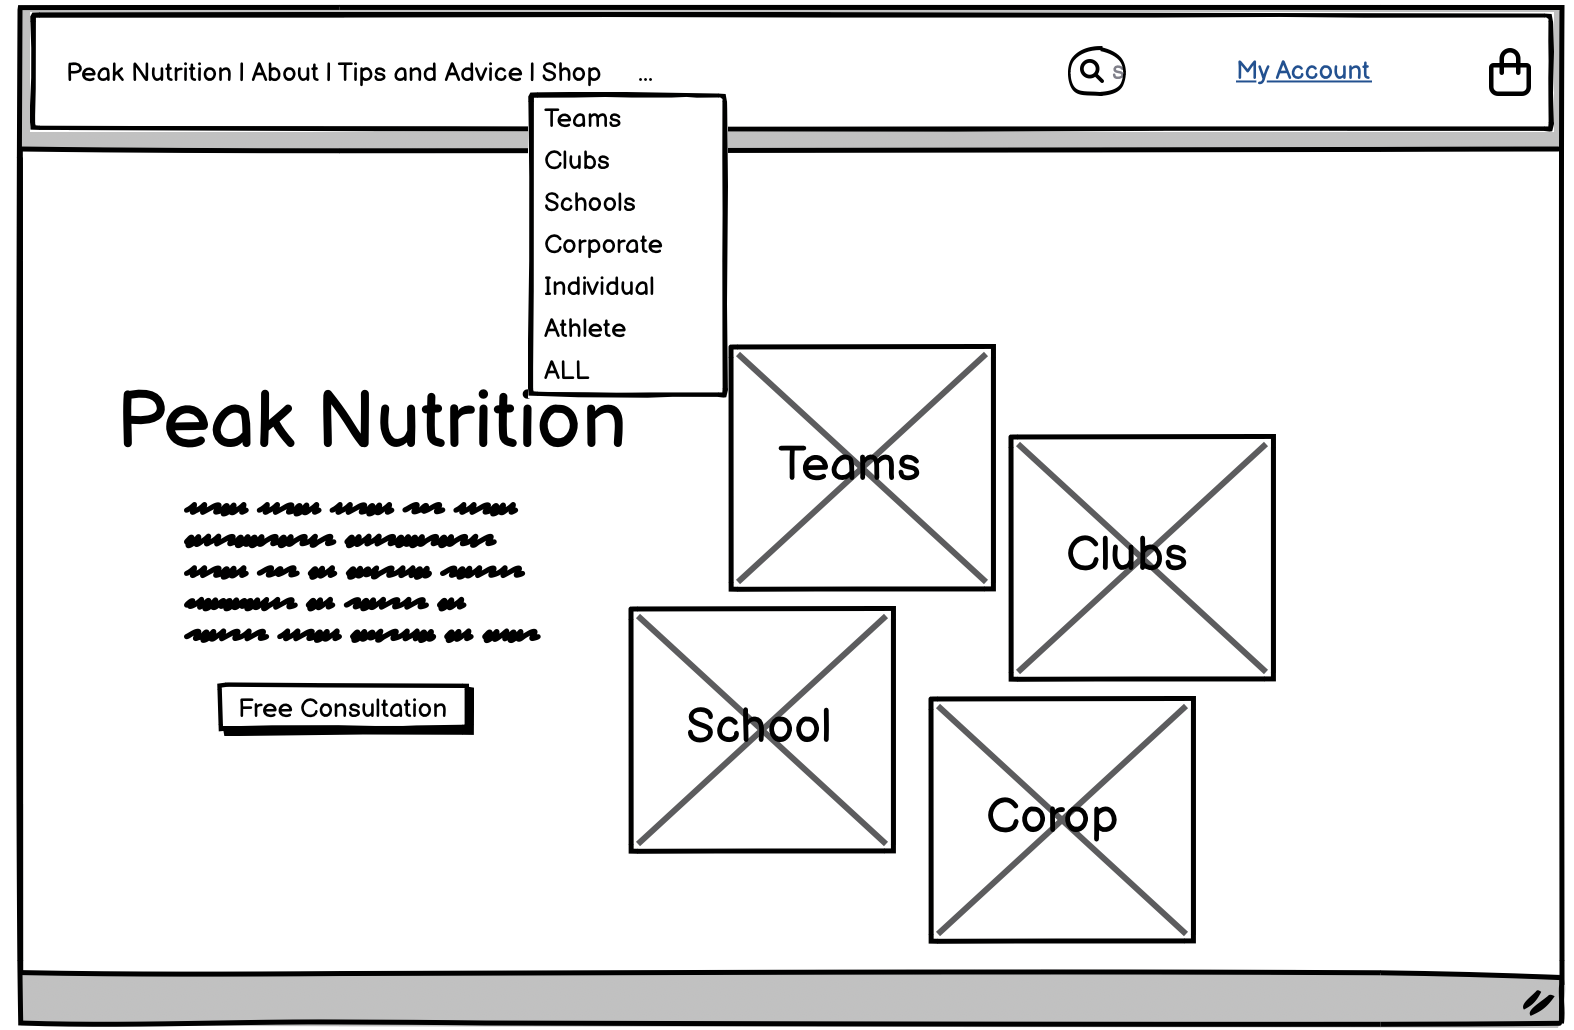 Peak Nutrition | About | Tips and Advice | Shop ...
s
My Account
Teams
Clubs
Schools
Corporate
Individual
Athlete
ALL
Peak Nutrition
Free Consultation
Teams
Clubs
School
Corop